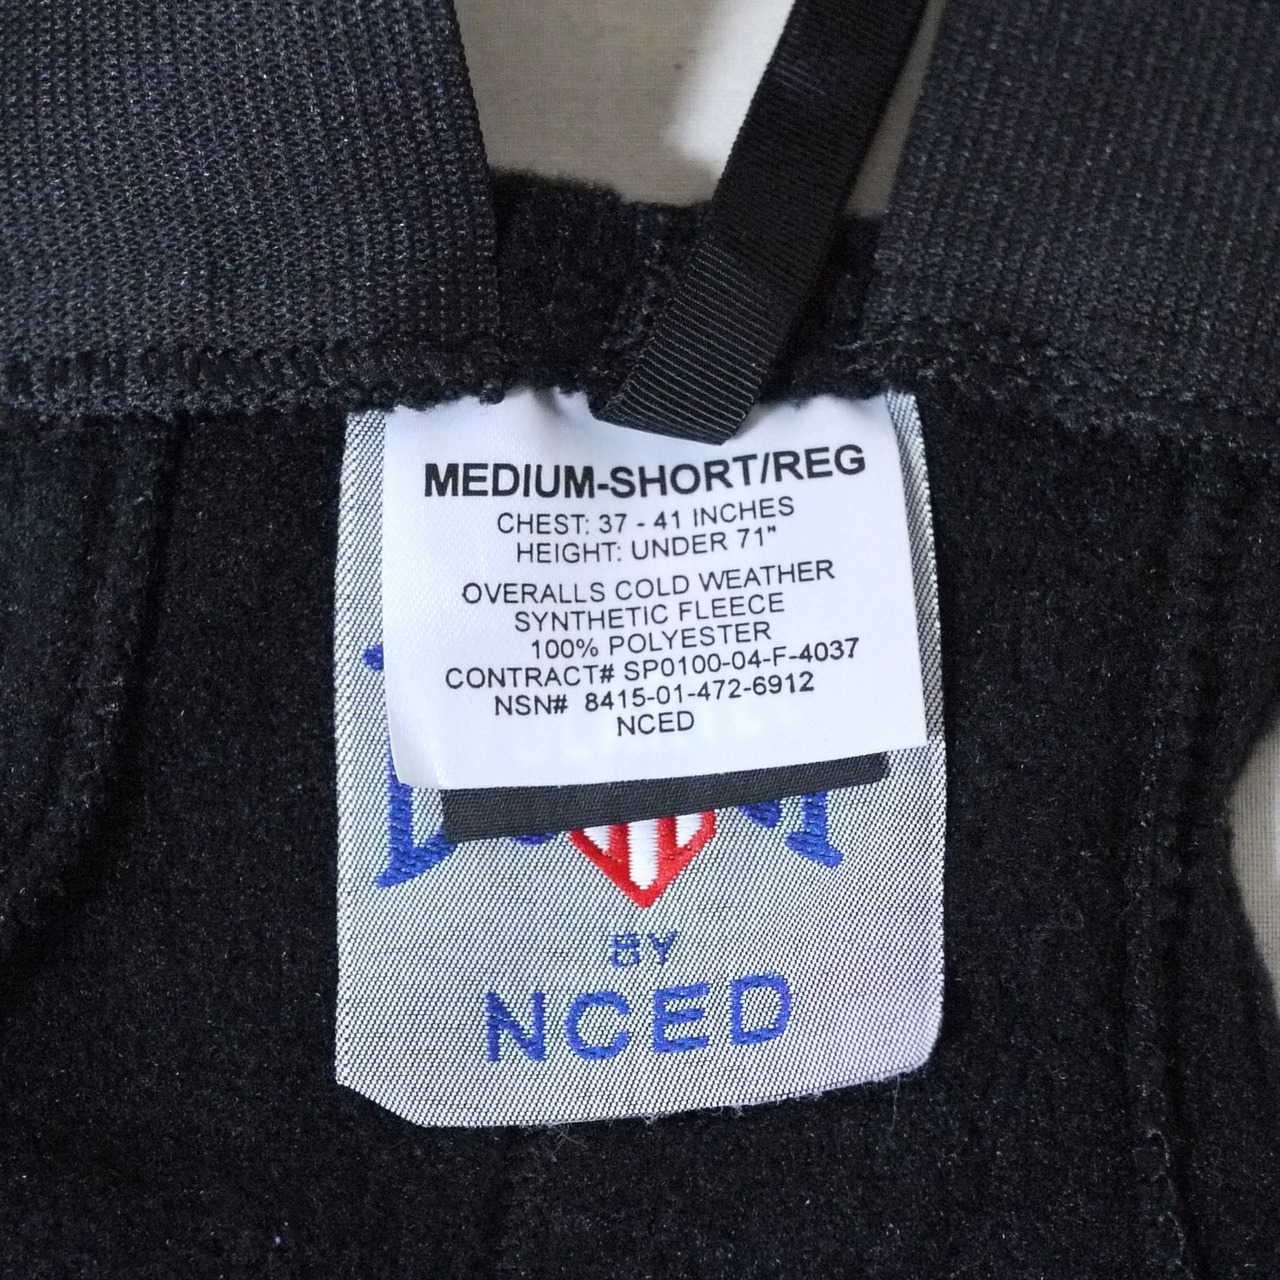 MEDIUM-SHORT/REG
CHEST: 37 - 41 INCHES
HEIGHT: UNDER 71"
OVERALLS COLD WEATHER
SYNTHETIC FLEECE
100% POLYESTER
CONTRACT# SP0100-04-F-4037
NSN# 8415-01-472-6912
NCED
BY
NCED